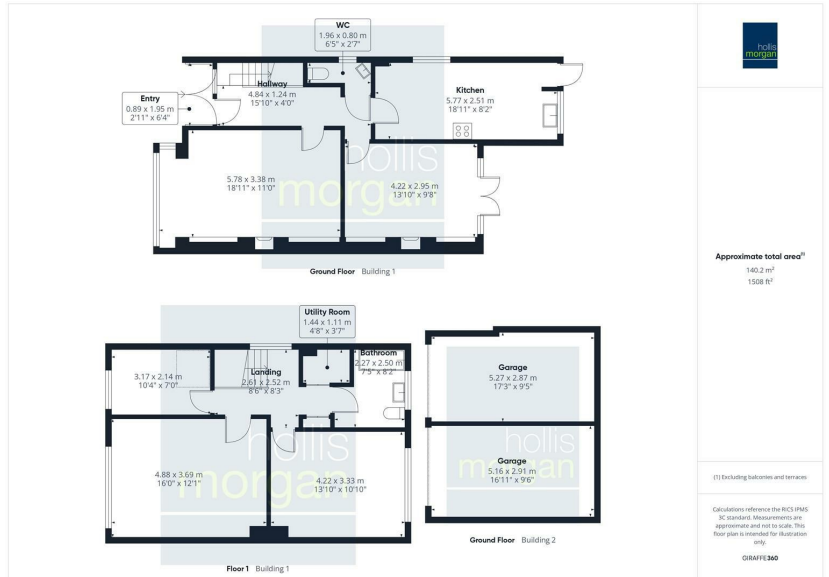 WC
1.96 x 0.80 m
6'5" x 2'7"
Hallway
4.84 x 1.24 m
15'10" x 4'0"
Entry
0.89 x 1.95 m
2'11" x 6'4"
Kitchen
5.77 x 2.51 m
18'11" x 8'2"
5.78 x 3.38 m
18'11" x 11'0"
4.22 x 2.95 m
13'10" x 9'8"
hollis
morgan
Ground Floor Building 1
Utility Room
1.44 x 1.11 m
4'8" x 3'7"
Bathroom
2.27 x 2.50 m
7'5" x 8'2"
Landing
2.61 x 2.52 m
8'6" x 8'3"
3.17 x 2.14 m
10'4" x 7'0"
4.88 x 3.69 m
16'0" x 12'1"
4.22 x 3.33 m
13'10" x 10'10"
hollis
morgan
Floor 1 Building 1
Garage
5.27 x 2.87 m
17'3" x 9'5"
Garage
5.16 x 2.91 m
16'11" x 9'6"
hollis
morgan
Ground Floor Building 2
hollis
morgan
Approximate total area(1)
140.2 m²
1508 ft²
(1) Excluding balconies and terraces
Calculations reference the RICS IPMS
3C standard. Measurements are
approximate and not to scale. This
floor plan is intended for illustration
only.
GIRAFFE360